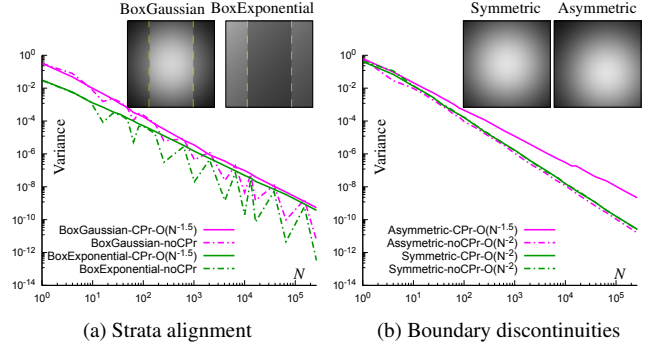 BoxGaussian BoxExponential
10^0
10^-2
10^-4
10^-6
10^-8
10^-10
10^-12
10^-14
Variance
BoxGaussian-CPr-O(N^-1.5)
BoxGaussian-noCPr
BoxExponential-CPr-O(N^-1.5)
BoxExponential-noCPr
N
10^0 10^1 10^2 10^3 10^4 10^5
(a) Strata alignment
Symmetric Asymmetric
10^0
10^-2
10^-4
10^-6
10^-8
10^-10
10^-12
10^-14
Variance
Asymmetric-CPr-O(N^-1.5)
Assymetric-noCPr-O(N^-2)
Symmetric-CPr-O(N^-2)
Symmetric-noCPr-O(N^-2)
N
10^0 10^1 10^2 10^3 10^4 10^5
(b) Boundary discontinuities